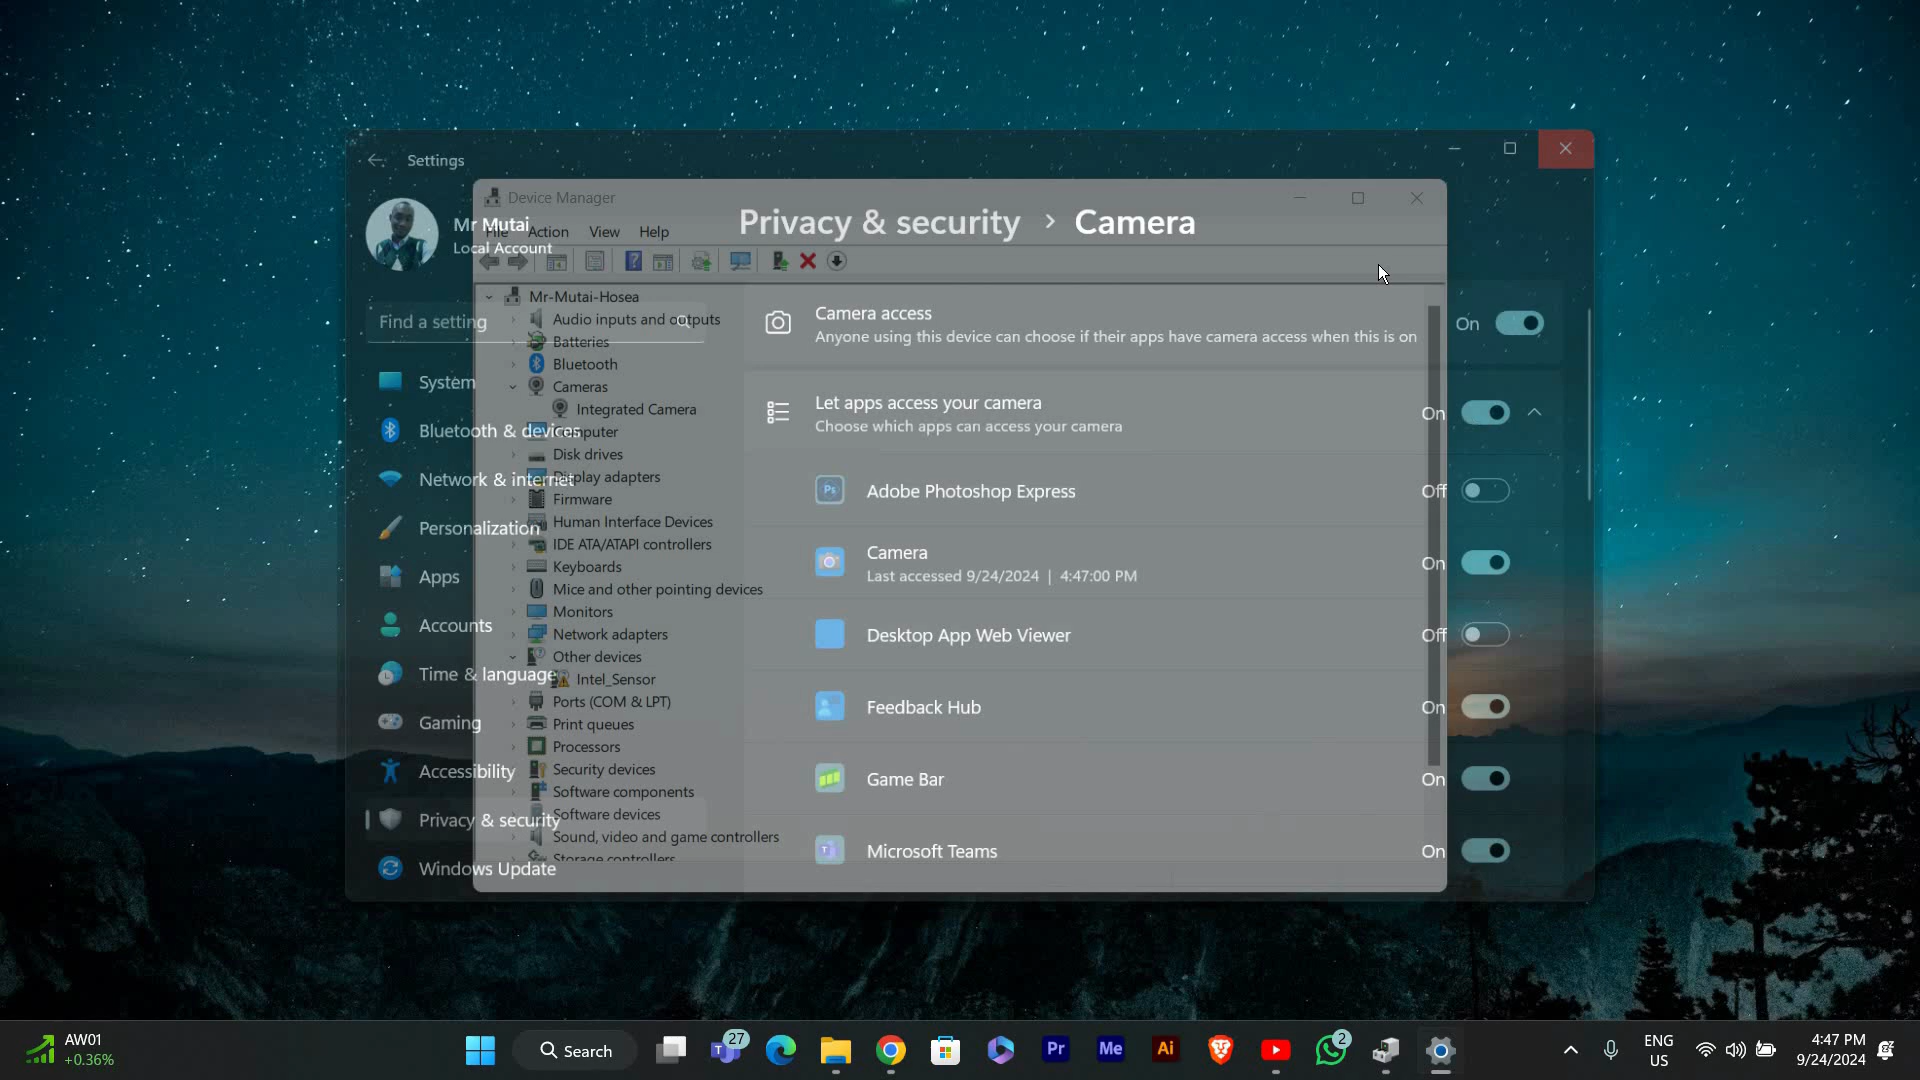 Settings
Mr Mutai
Local Account
Find a setting
System
Bluetooth & devices
Network & internet
Personalization
Apps
Accounts
Time & language
Gaming
Accessibility
Privacy & security
Windows Update
Device Manager
File Action View Help
Mr-Mutai-Hosea
Audio inputs and outputs
Batteries
Bluetooth
Cameras
Integrated Camera
Computer
Disk drives
Display adapters
Firmware
Human Interface Devices
IDE ATA/ATAPI controllers
Keyboards
Mice and other pointing devices
Monitors
Network adapters
Other devices
Intel_Sensor
Ports (COM & LPT)
Print queues
Processors
Security devices
Software components
Software devices
Sound, video and game controllers
Storage controllers
Privacy & security > Camera
Camera access
Anyone using this device can choose if their apps have camera access when this is on
On
Let apps access your camera
Choose which apps can access your camera
On
Ps
Adobe Photoshop Express
Off
Camera
Last accessed 9/24/2024 | 4:47:00 PM
On
Desktop App Web Viewer
Off
Feedback Hub
On
Game Bar
On
Microsoft Teams
On
AW01
+0.36%
Search
27
Pr
Me
Ai
2
ENG
US
4:47 PM
9/24/2024